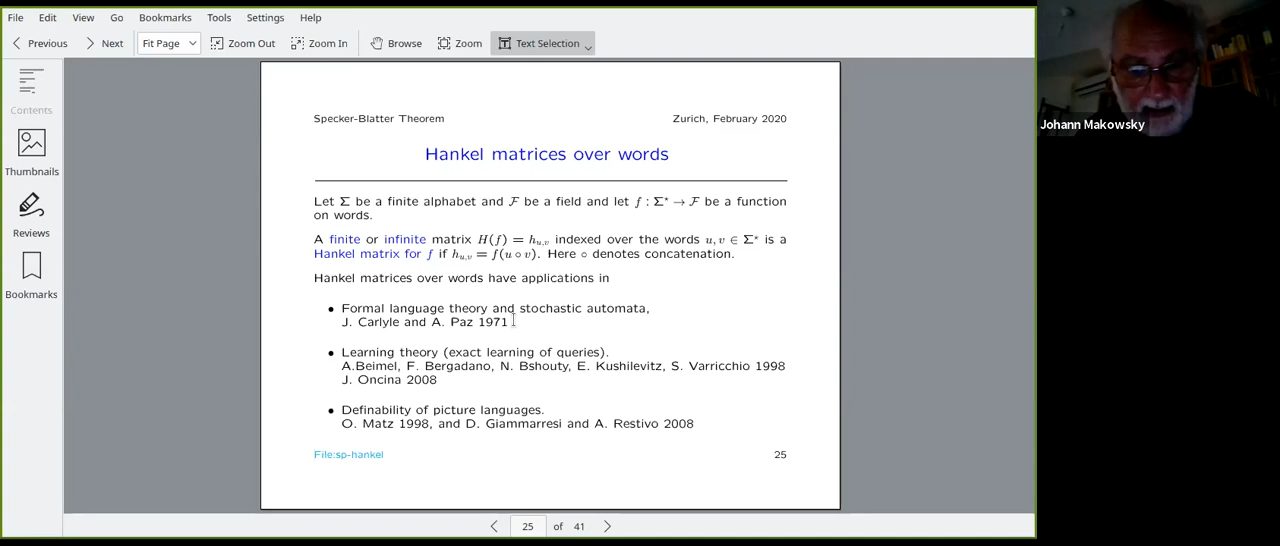 File Edit View Go Bookmarks Tools Settings Help
Previous Next Fit Page Zoom Out Zoom In Browse Zoom Text Selection
Contents
Thumbnails
Reviews
Bookmarks
Specker-Blatter Theorem Zurich, February 2020
Hankel matrices over words
Let Σ be a finite alphabet and ℱ be a field and let f : Σ⋆ → ℱ be a function
on words.
A finite or infinite matrix H(f) = h_{u,v} indexed over the words u, v ∈ Σ⋆ is a
Hankel matrix for f if h_{u,v} = f(u ∘ v). Here ∘ denotes concatenation.
Hankel matrices over words have applications in
• Formal language theory and stochastic automata,
J. Carlyle and A. Paz 1971
• Learning theory (exact learning of queries).
A.Beimel, F. Bergadano, N. Bshouty, E. Kushilevitz, S. Varricchio 1998
J. Oncina 2008
• Definability of picture languages.
O. Matz 1998, and D. Giammarresi and A. Restivo 2008
File:sp-hankel 25
25 of 41
Johann Makowsky